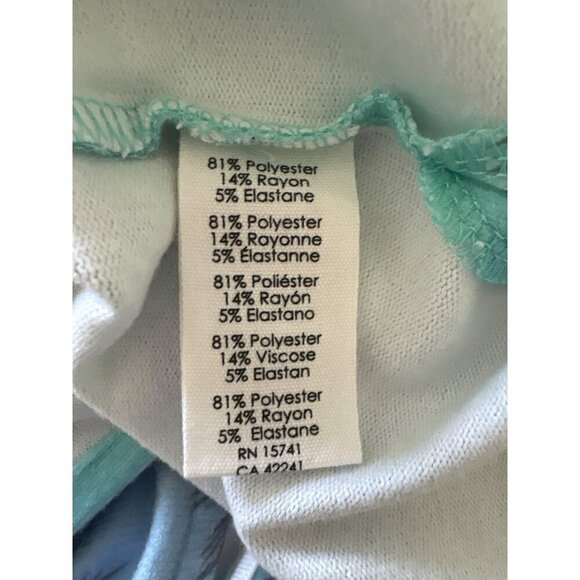 81% Polyester
14% Rayon
5% Elastane
81% Polyester
14% Rayonne
5% Élastanne
81% Poliéster
14% Rayón
5% Elastano
81% Polyester
14% Viscose
5% Elastan
81% Polyester
14% Rayon
5% Elastane
RN 15741
CA 42241